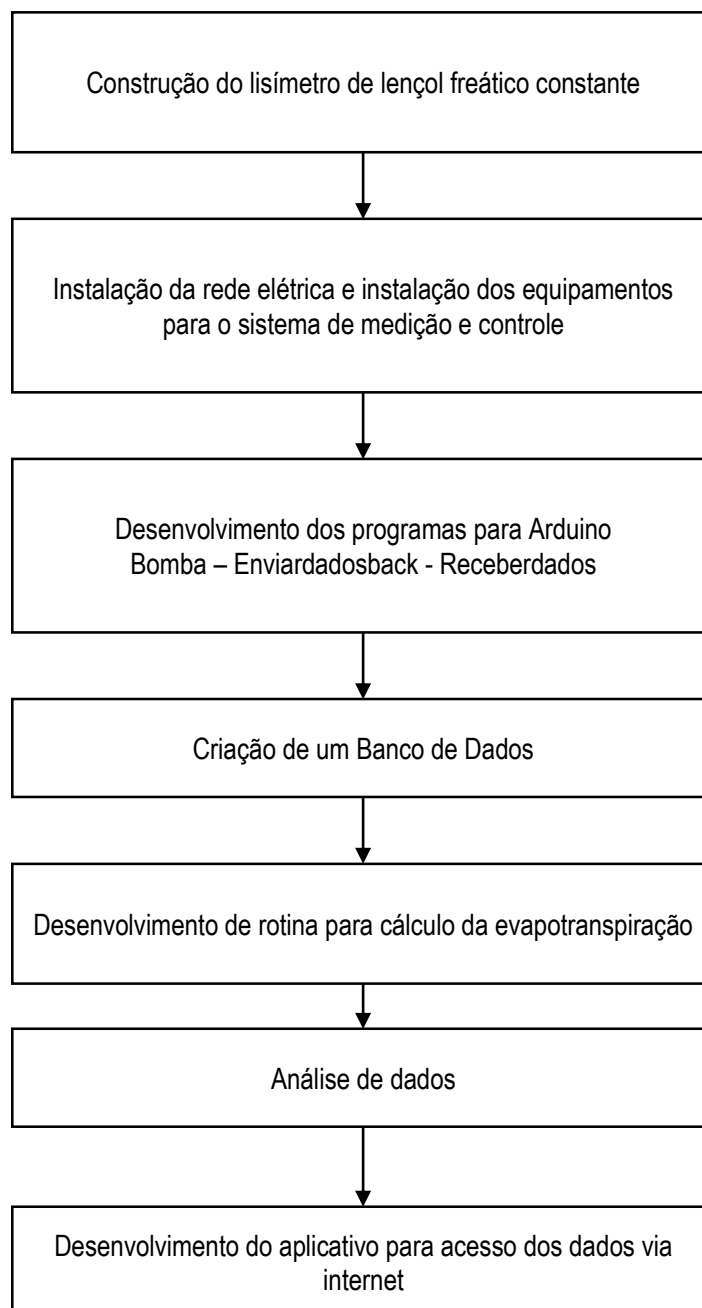 Construção do lisímetro de lençol freático constante
Instalação da rede elétrica e instalação dos equipamentos
para o sistema de medição e controle
Desenvolvimento dos programas para Arduino
Bomba – Enviardadosback - Receberdados
Criação de um Banco de Dados
Desenvolvimento de rotina para cálculo da evapotranspiração
Análise de dados
Desenvolvimento do aplicativo para acesso dos dados via
internet